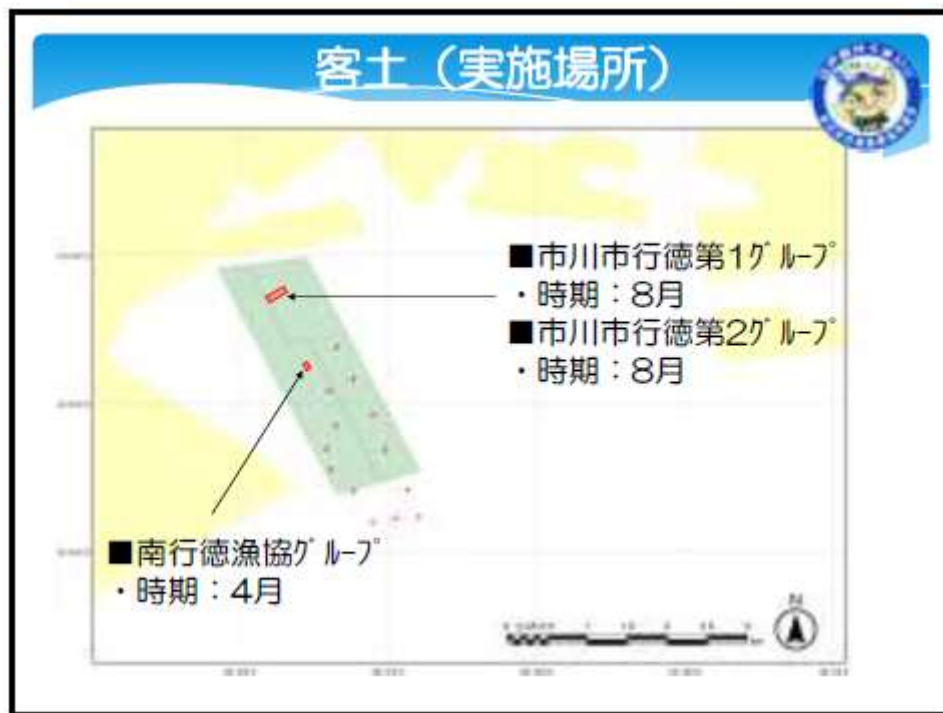 客土（実施場所）
■市川市行徳第1ｸﾞﾙｰﾌﾟ
・時期：8月
■市川市行徳第2ｸﾞﾙｰﾌﾟ
・時期：8月
■南行徳漁協ｸﾞﾙｰﾌﾟ
・時期：4月
N